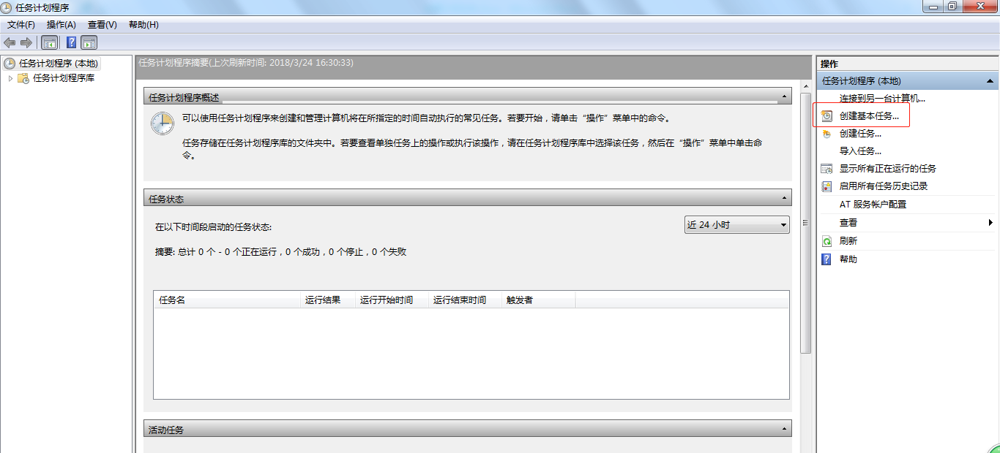 任务计划程序
文件(F) 操作(A) 查看(V) 帮助(H)
任务计划程序 (本地)
任务计划程序库
任务计划程序摘要(上次刷新时间: 2018/3/24 16:30:33)
任务计划程序概述
可以使用任务计划程序来创建和管理计算机将在所指定的时间自动执行的常见任务。若要开始，请单击“操作”菜单中的命令。
任务存储在任务计划程序库的文件夹中。若要查看单独任务上的操作或执行该操作，请在任务计划程序库中选择该任务，然后在“操作”菜单中单击命
令。
任务状态
在以下时间段启动的任务状态:
近 24 小时
摘要: 总计 0 个 - 0 个正在运行，0 个成功，0 个停止，0 个失败
任务名 运行结果 运行开始时间 运行结束时间 触发者
活动任务
操作
任务计划程序 (本地)
连接到另一台计算机...
创建基本任务...
创建任务...
导入任务...
显示所有正在运行的任务
启用所有任务历史记录
AT 服务帐户配置
查看
刷新
帮助